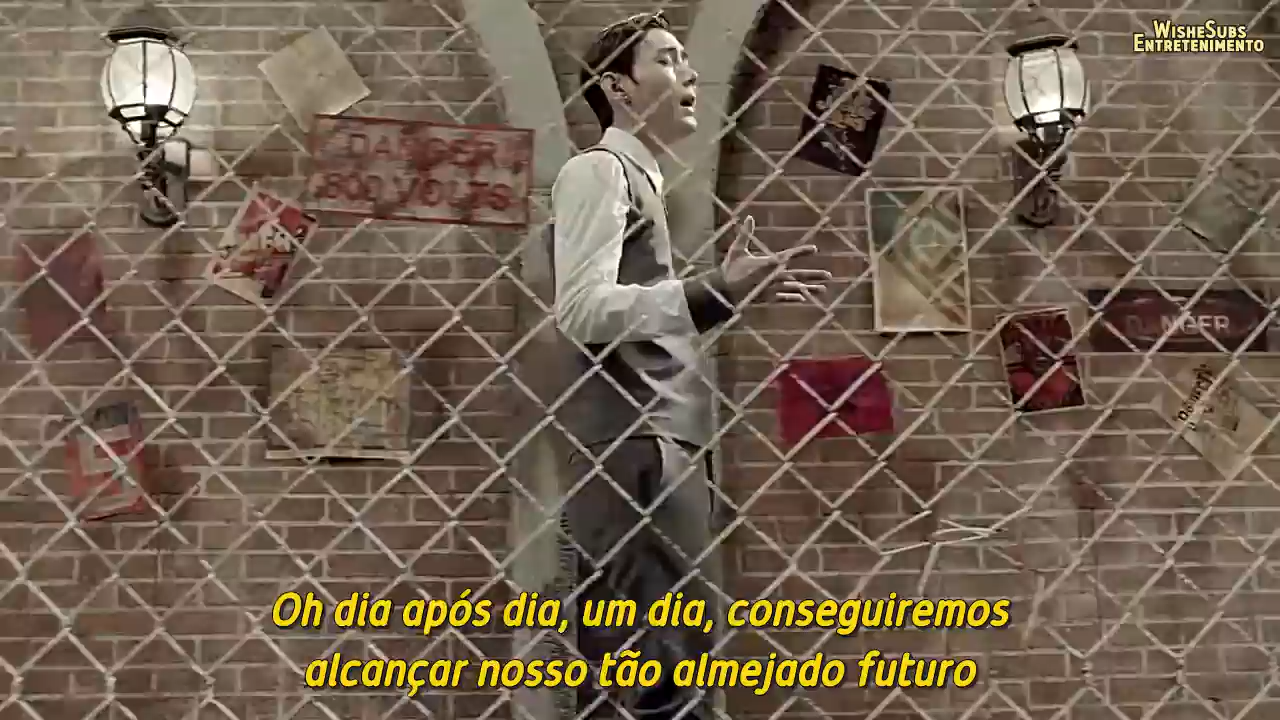 WISHESUBS
ENTRETENIMENTO
DANGER
800 VOLTS
DANGER
Oh dia após dia, um dia, conseguiremos
alcançar nosso tão almejado futuro